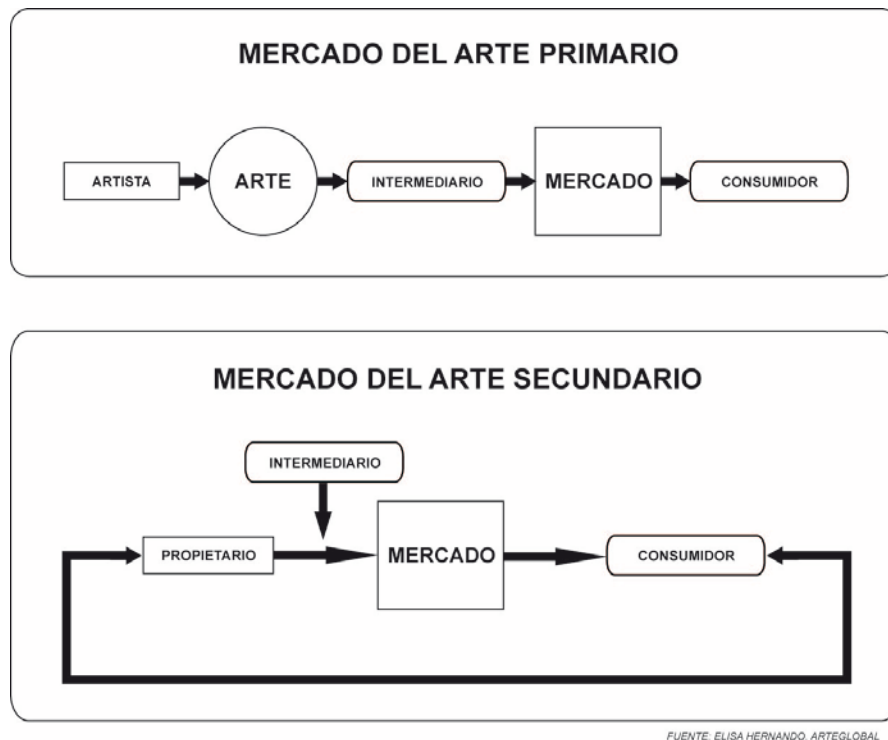 MERCADO DEL ARTE PRIMARIO
ARTISTA
ARTE
INTERMEDIARIO
MERCADO
CONSUMIDOR
MERCADO DEL ARTE SECUNDARIO
INTERMEDIARIO
PROPIETARIO
MERCADO
CONSUMIDOR
FUENTE: ELISA HERNANDO. ARTEGLOBAL